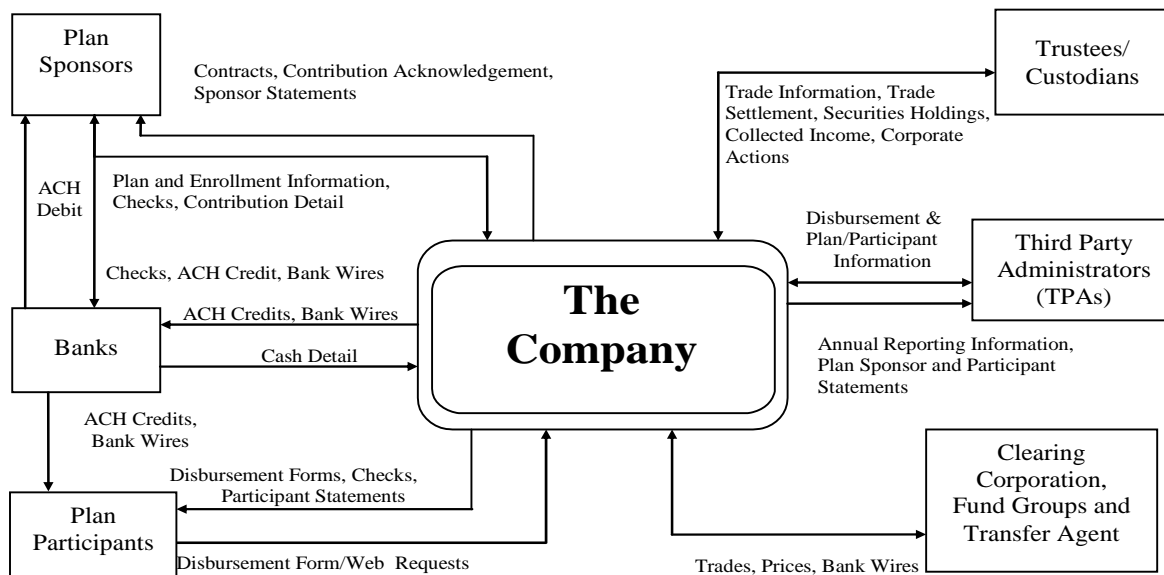 Plan
Sponsors
Contracts, Contribution Acknowledgement,
Sponsor Statements
Trustees/
Custodians
Trade Information, Trade
Settlement, Securities Holdings,
Collected Income, Corporate
Actions
ACH
Debit
Plan and Enrollment Information,
Checks, Contribution Detail
Disbursement &
Plan/Participant
Information
Third Party
Administrators
(TPAs)
Checks, ACH Credit, Bank Wires
The
Company
ACH Credits, Bank Wires
Banks
Cash Detail
Annual Reporting Information,
Plan Sponsor and Participant
Statements
ACH Credits,
Bank Wires
Disbursement Forms, Checks,
Participant Statements
Clearing
Corporation,
Fund Groups and
Transfer Agent
Plan
Participants
Disbursement Form/Web Requests
Trades, Prices, Bank Wires